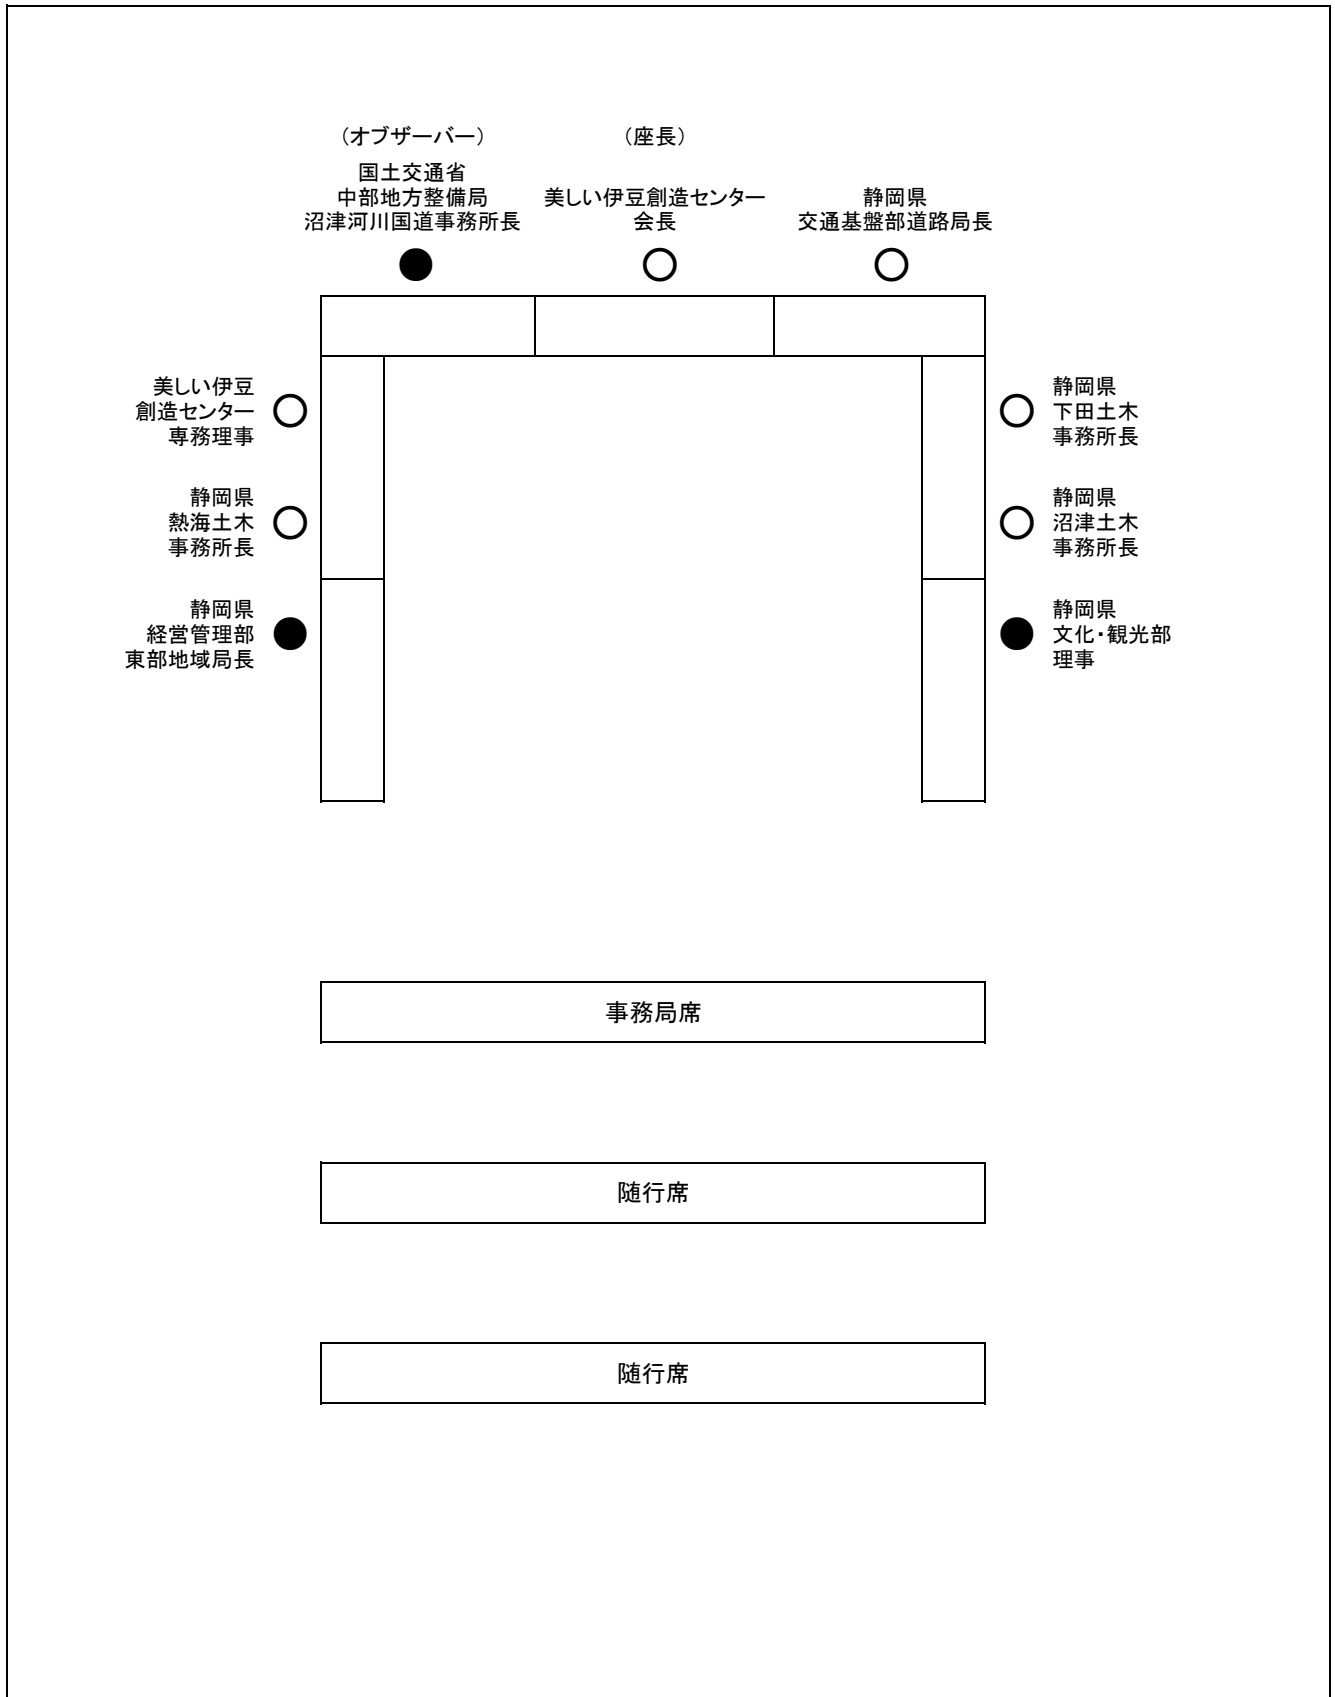 （オブザーバー）
国土交通省
中部地方整備局
沼津河川国道事務所長
（座長）
美しい伊豆創造センター
会長
静岡県
交通基盤部道路局長
美しい伊豆
創造センター
専務理事
静岡県
熱海土木
事務所長
静岡県
経営管理部
東部地域局長
静岡県
下田土木
事務所長
静岡県
沼津土木
事務所長
静岡県
文化・観光部
理事
事務局席
随行席
随行席